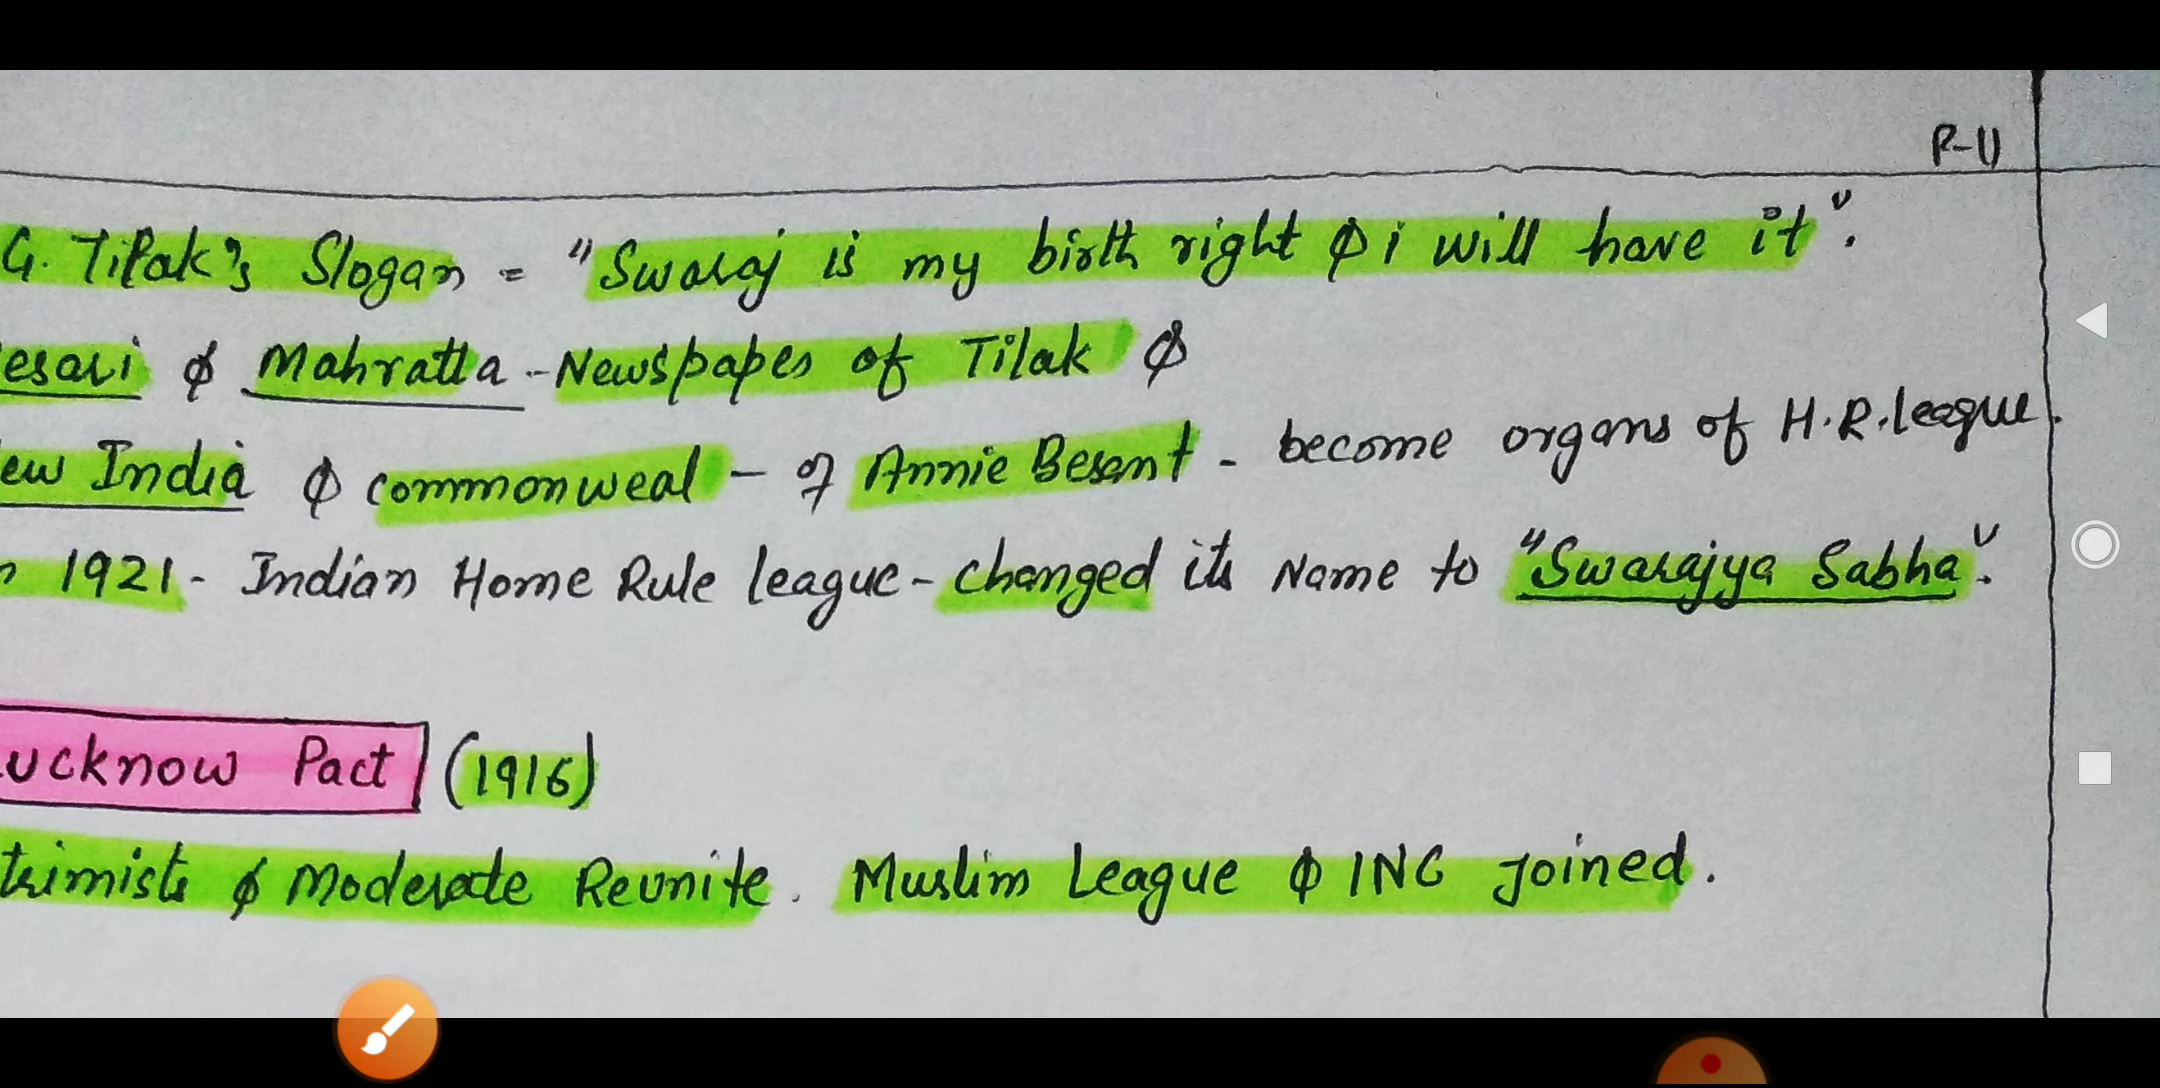 P-11
G. Tilak's Slogan = "Swaraj is my birth right & i will have it".
esari & Mahratta - Newspapes of Tilak &
ew India & commonweal - of Annie Besant - become organs of H.R.league.
n 1921 - Indian Home Rule league - changed its Name to "Swarajya Sabha".
ucknow Pact (1916)
trimists & Moderate Reunite. Muslim League & INC Joined.